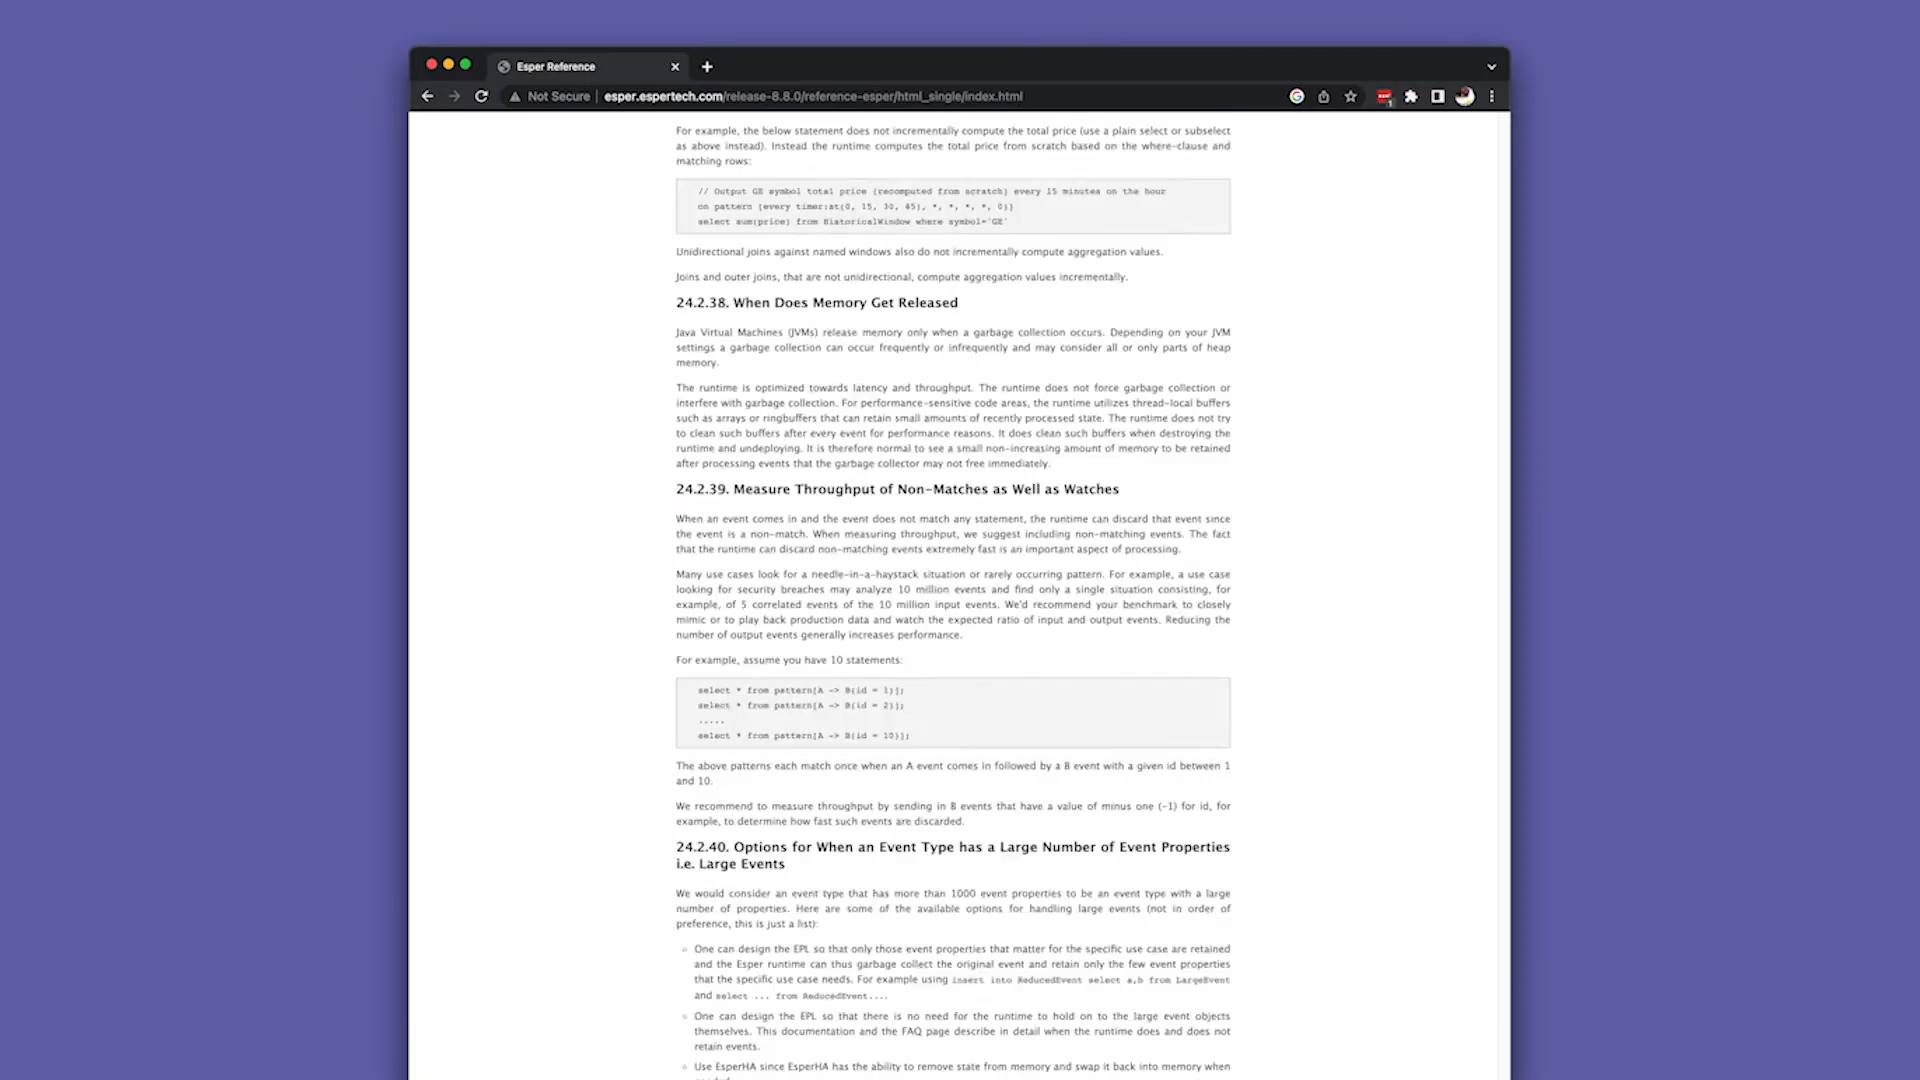 Esper Reference
Not Secure esper.espertech.com/release-8.8.0/reference-esper/html_single/index.html
For example, the below statement does not incrementally compute the total price (use a plain select or subselect
as above instead). Instead the runtime computes the total price from scratch based on the where-clause and
matching rows:
// Output GE symbol total price (recomputed from scratch) every 15 minutes on the hour
on pattern [every timer:at(0, 15, 30, 45), *, *, *, *, 0)]
select sum(price) from HistoricalWindow where symbol='GE'
Unidirectional joins against named windows also do not incrementally compute aggregation values.
Joins and outer joins, that are not unidirectional, compute aggregation values incrementally.
24.2.38. When Does Memory Get Released
Java Virtual Machines (JVMs) release memory only when a garbage collection occurs. Depending on your JVM
settings a garbage collection can occur frequently or infrequently and may consider all or only parts of heap
memory.
The runtime is optimized towards latency and throughput. The runtime does not force garbage collection or
interfere with garbage collection. For performance-sensitive code areas, the runtime utilizes thread-local buffers
such as arrays or ringbuffers that can retain small amounts of recently processed state. The runtime does not try
to clean such buffers after every event for performance reasons. It does clean such buffers when destroying the
runtime and undeploying. It is therefore normal to see a small non-increasing amount of memory to be retained
after processing events that the garbage collector may not free immediately.
24.2.39. Measure Throughput of Non-Matches as Well as Watches
When an event comes in and the event does not match any statement, the runtime can discard that event since
the event is a non-match. When measuring throughput, we suggest including non-matching events. The fact
that the runtime can discard non-matching events extremely fast is an important aspect of processing.
Many use cases look for a needle-in-a-haystack situation or rarely occurring pattern. For example, a use case
looking for security breaches may analyze 10 million events and find only a single situation consisting, for
example, of 5 correlated events of the 10 million input events. We'd recommend your benchmark to closely
mimic or to play back production data and watch the expected ratio of input and output events. Reducing the
number of output events generally increases performance.
For example, assume you have 10 statements:
select * from pattern[A -> B(id = 1)];
select * from pattern[A -> B(id = 2)];
.....
select * from pattern[A -> B(id = 10)];
The above patterns each match once when an A event comes in followed by a B event with a given id between 1
and 10.
We recommend to measure throughput by sending in B events that have a value of minus one (-1) for id, for
example, to determine how fast such events are discarded.
24.2.40. Options for When an Event Type has a Large Number of Event Properties
i.e. Large Events
We would consider an event type that has more than 1000 event properties to be an event type with a large
number of properties. Here are some of the available options for handling large events (not in order of
preference, this is just a list):
One can design the EPL so that only those event properties that matter for the specific use case are retained
and the Esper runtime can thus garbage collect the original event and retain only the few event properties
that the specific use case needs. For example using insert into ReducedEvent select a,b from LargeEvent
and select ... from ReducedEvent....
One can design the EPL so that there is no need for the runtime to hold on to the large event objects
themselves. This documentation and the FAQ page describe in detail when the runtime does and does not
retain events.
Use EsperHA since EsperHA has the ability to remove state from memory and swap it back into memory when